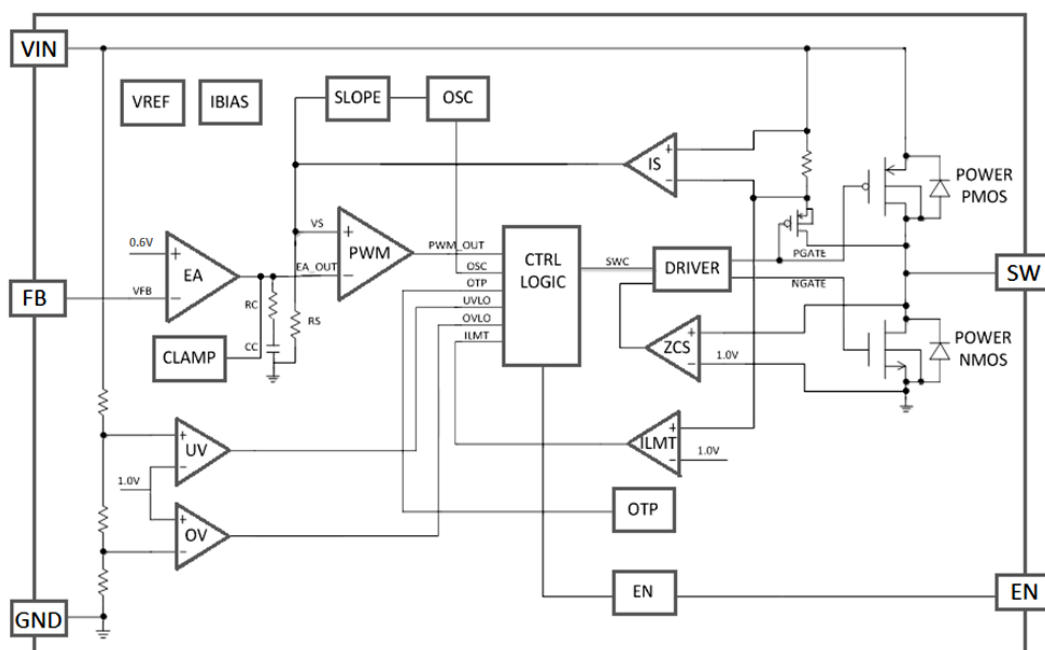 VIN
VREF
IBIAS
SLOPE
OSC
+
IS
−
POWER
PMOS
VS
+
0.6V
+
PWM
PWM_OUT
EA
EA_OUT
−
CTRL
LOGIC
OSC
SWC
DRIVER
PGATE
SW
FB
VFB
−
OTP
NGATE
RC
UVLO
RS
OVLO
CLAMP
CC
ILMT
+
ZCS
1.0V
−
POWER
NMOS
+
UV
−
+
ILMT
1.0V
−
1.0V
+
OV
−
OTP
EN
EN
GND